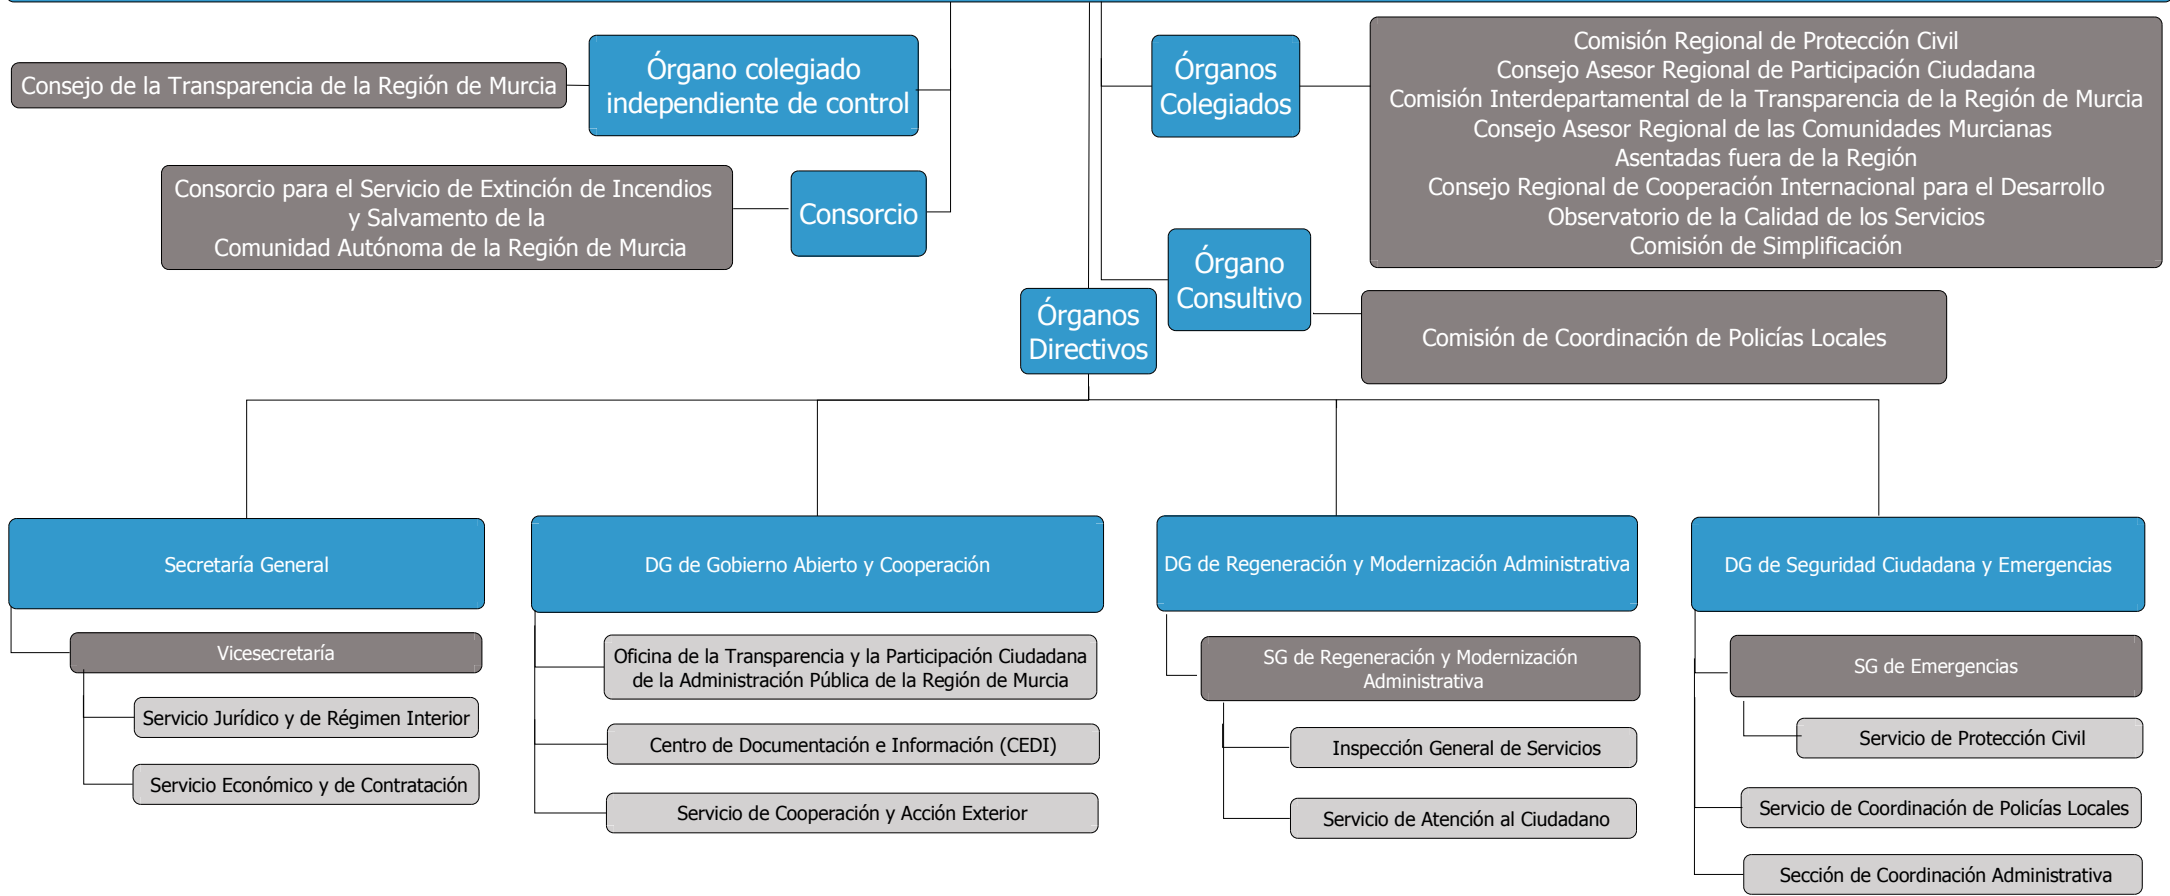 Consejo de la Transparencia de la Región de Murcia
Órgano colegiado
independiente de control
Consorcio para el Servicio de Extinción de Incendios
y Salvamento de la
Comunidad Autónoma de la Región de Murcia
Consorcio
Órganos
Colegiados
Comisión Regional de Protección Civil
Consejo Asesor Regional de Participación Ciudadana
Comisión Interdepartamental de la Transparencia de la Región de Murcia
Consejo Asesor Regional de las Comunidades Murcianas
Asentadas fuera de la Región
Consejo Regional de Cooperación Internacional para el Desarrollo
Observatorio de la Calidad de los Servicios
Comisión de Simplificación
Órgano
Consultivo
Comisión de Coordinación de Policías Locales
Órganos
Directivos
Secretaría General
Vicesecretaría
Servicio Jurídico y de Régimen Interior
Servicio Económico y de Contratación
DG de Gobierno Abierto y Cooperación
Oficina de la Transparencia y la Participación Ciudadana
de la Administración Pública de la Región de Murcia
Centro de Documentación e Información (CEDI)
Servicio de Cooperación y Acción Exterior
DG de Regeneración y Modernización Administrativa
SG de Regeneración y Modernización
Administrativa
Inspección General de Servicios
Servicio de Atención al Ciudadano
DG de Seguridad Ciudadana y Emergencias
SG de Emergencias
Servicio de Protección Civil
Servicio de Coordinación de Policías Locales
Sección de Coordinación Administrativa